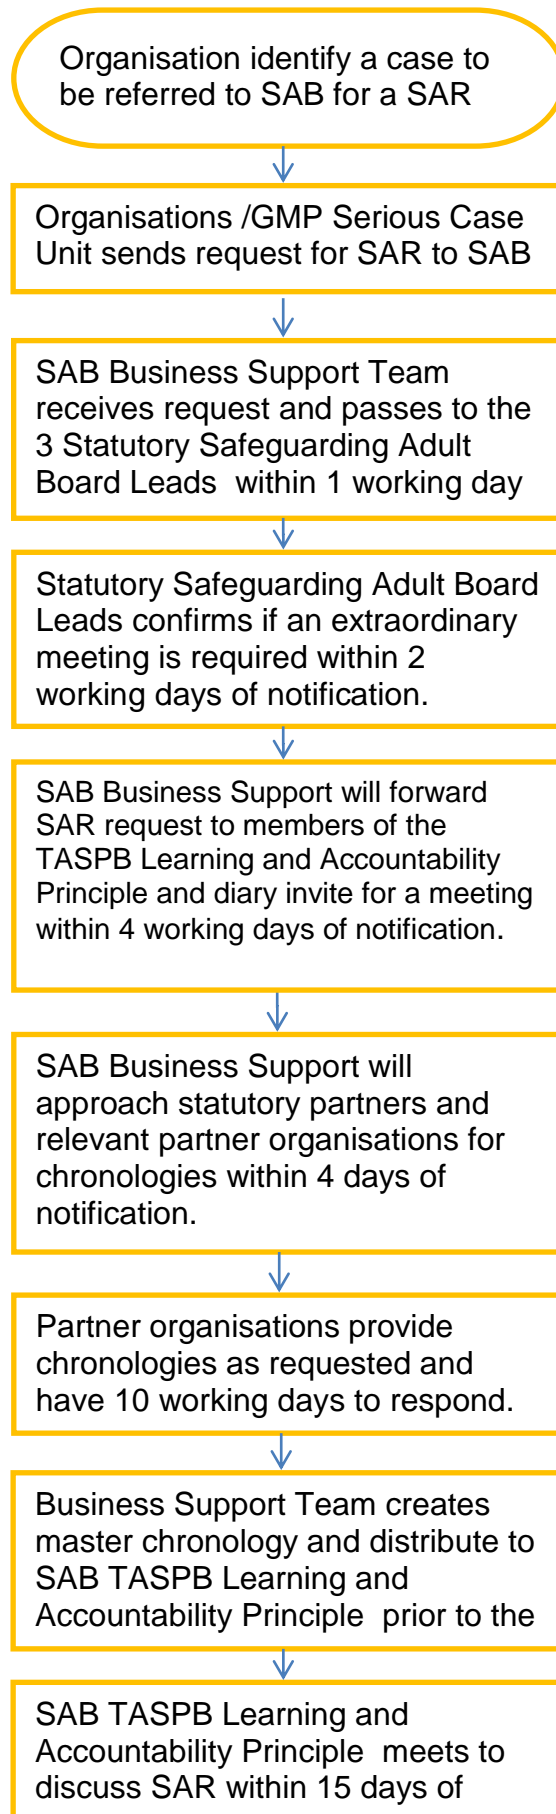 Organisation identify a case to
be referred to SAB for a SAR
Organisations /GMP Serious Case
Unit sends request for SAR to SAB
SAB Business Support Team
receives request and passes to the
3 Statutory Safeguarding Adult
Board Leads within 1 working day
Statutory Safeguarding Adult Board
Leads confirms if an extraordinary
meeting is required within 2
working days of notification.
SAB Business Support will forward
SAR request to members of the
TASPB Learning and Accountability
Principle and diary invite for a meeting
within 4 working days of notification.
SAB Business Support will
approach statutory partners and
relevant partner organisations for
chronologies within 4 days of
notification.
Partner organisations provide
chronologies as requested and
have 10 working days to respond.
Business Support Team creates
master chronology and distribute to
SAB TASPB Learning and
Accountability Principle prior to the
SAB TASPB Learning and
Accountability Principle meets to
discuss SAR within 15 days of